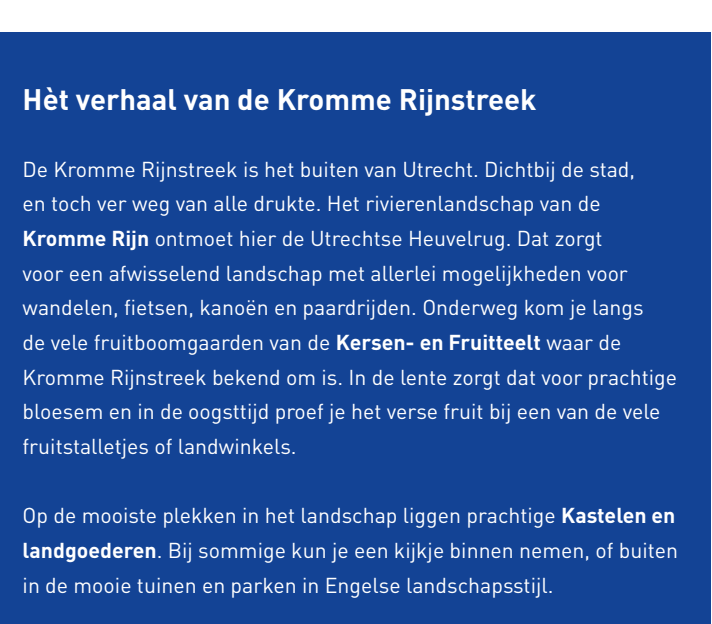 Hèt verhaal van de Kromme Rijnstreek
De Kromme Rijnstreek is het buiten van Utrecht. Dichtbij de stad,
en toch ver weg van alle drukte. Het rivierenlandschap van de
Kromme Rijn ontmoet hier de Utrechtse Heuvelrug. Dat zorgt
voor een afwisselend landschap met allerlei mogelijkheden voor
wandelen, fietsen, kanoën en paardrijden. Onderweg kom je langs
de vele fruitboomgaarden van de Kersen- en Fruitteelt waar de
Kromme Rijnstreek bekend om is. In de lente zorgt dat voor prachtige
bloesem en in de oogsttijd proef je het verse fruit bij een van de vele
fruitstalletjes of landwinkels.
Op de mooiste plekken in het landschap liggen prachtige Kastelen en
landgoederen. Bij sommige kun je een kijkje binnen nemen, of buiten
in de mooie tuinen en parken in Engelse landschapsstijl.